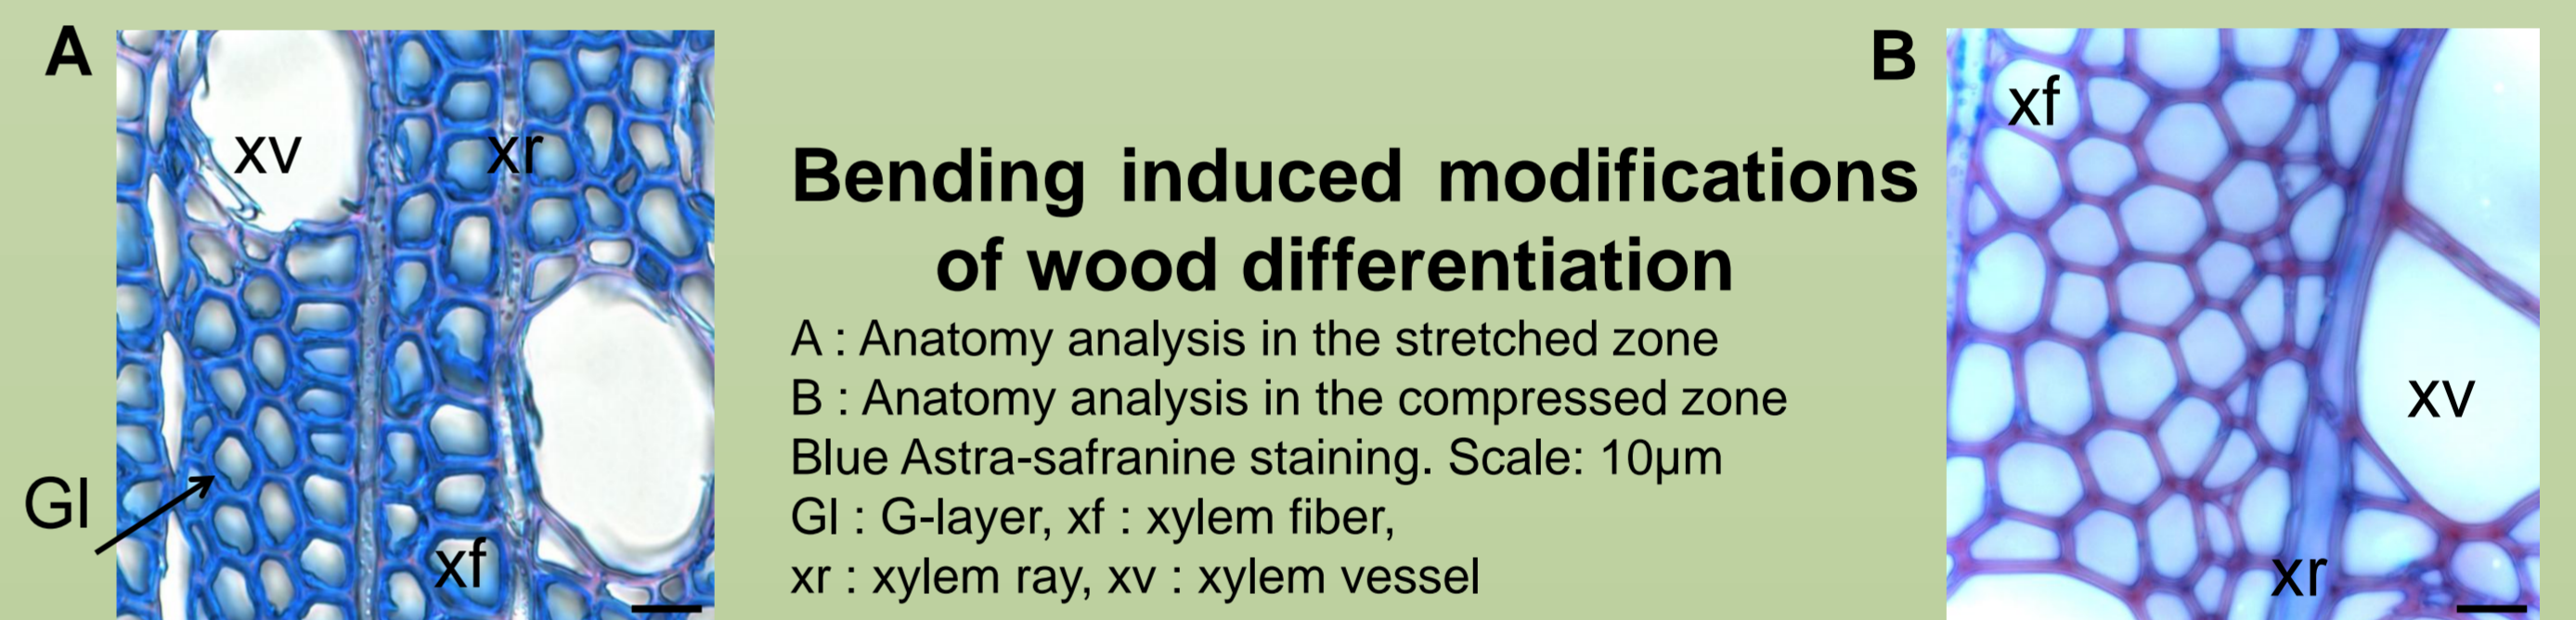 A
xv
xr
Gl
xf
Bending induced modifications
of wood differentiation
A : Anatomy analysis in the stretched zone
B : Anatomy analysis in the compressed zone
Blue Astra-safranine staining. Scale: 10µm
Gl : G-layer, xf : xylem fiber,
xr : xylem ray, xv : xylem vessel
B
xf
xv
xr